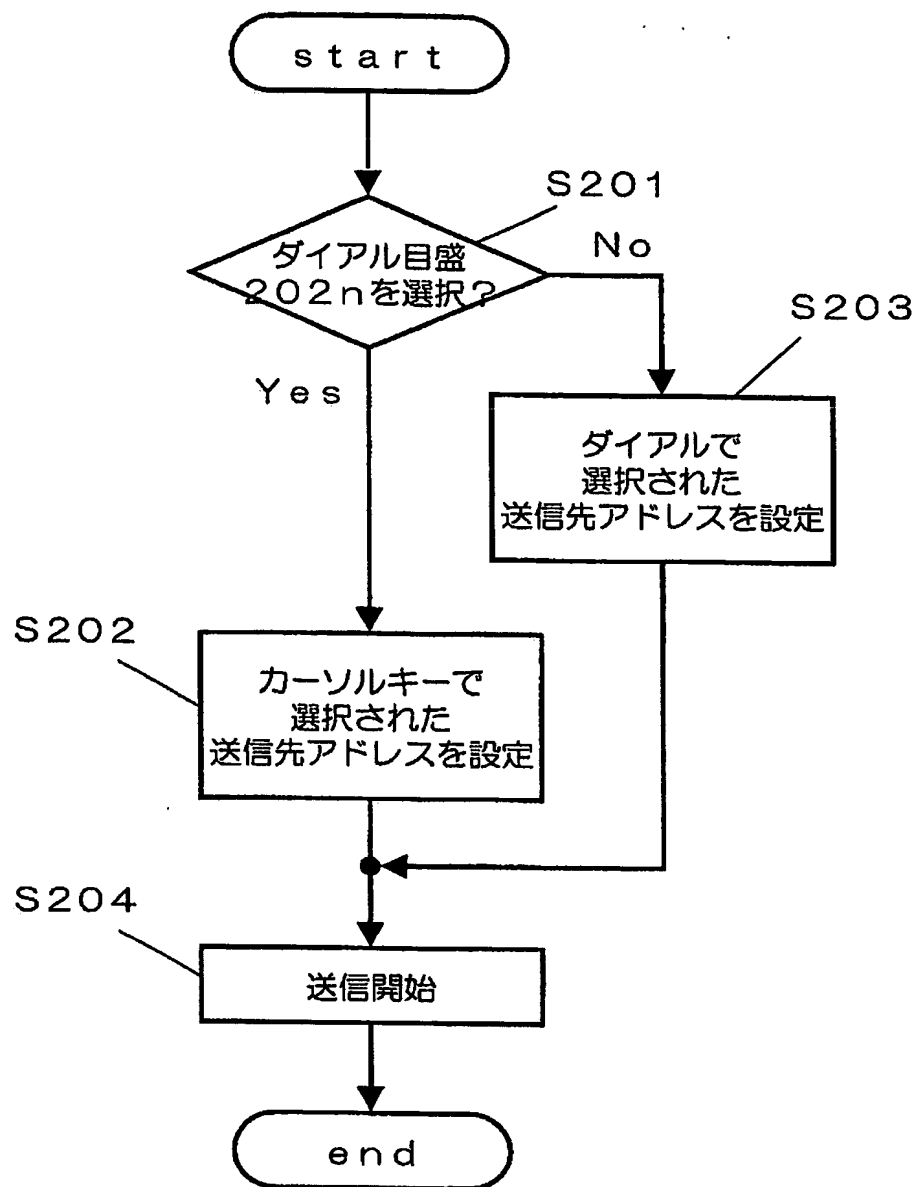 start
S201
ダイアル目盛
202nを選択?
No
Yes
S203
ダイアルで
選択された
送信先アドレスを設定
S202
カーソルキーで
選択された
送信先アドレスを設定
S204
送信開始
end